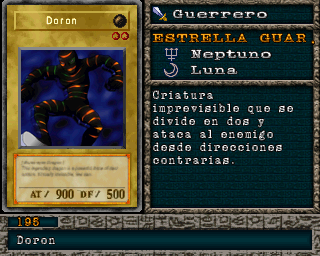 Doron
AT/ 900 DF/ 500
Guerrero
ESTRELLA GUAR.
Neptuno
Luna
Criatura
imprevisible que se
divide en dos y
ataca al enemigo
desde direcciones
contrarias.
195
Doron